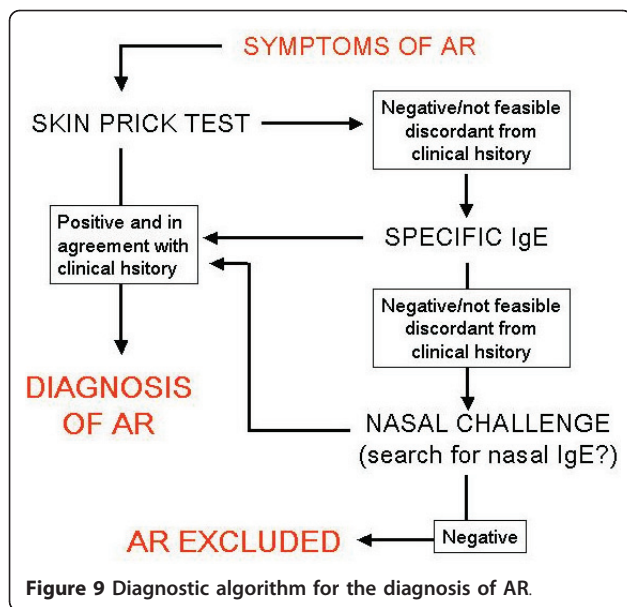 SYMPTOMS OF AR
SKIN PRICK TEST
Negative/not feasible
discordant from
clinical hsitory
Positive and in
agreement with
clinical hsitory
SPECIFIC IgE
Negative/not feasible
discordant from
clinical hsitory
DIAGNOSIS
OF AR
NASAL CHALLENGE
(search for nasal IgE?)
AR EXCLUDED
Negative
Figure 9 Diagnostic algorithm for the diagnosis of AR.